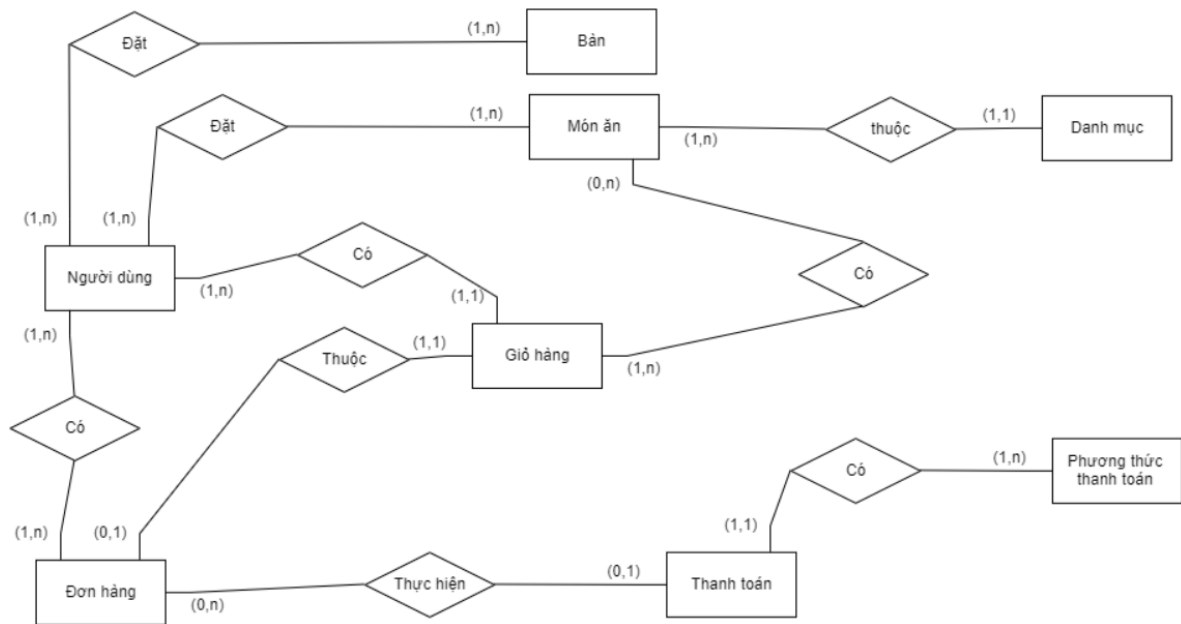 Đặt
(1,n)
Bàn
Đặt
(1,n)
Món ăn
(1,n)
thuộc
(1,1)
Danh mục
(0,n)
(1,n)
(1,n)
Người dùng
(1,n)
Có
(1,1)
Có
(1,n)
Thuộc
(1,1)
Giỏ hàng
(1,n)
Có
(1,n)
(0,1)
Đơn hàng
(0,n)
Thực hiện
(0,1)
Thanh toán
(1,1)
Có
(1,n)
Phương thức
thanh toán